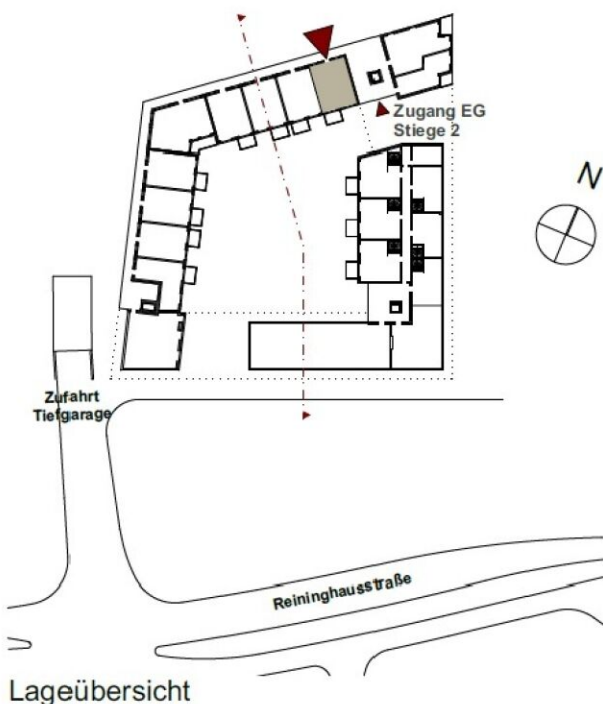 Zugang EG
Stiege 2
N
Zufahrt
Tiefgarage
Reininghausstraße
Lageübersicht